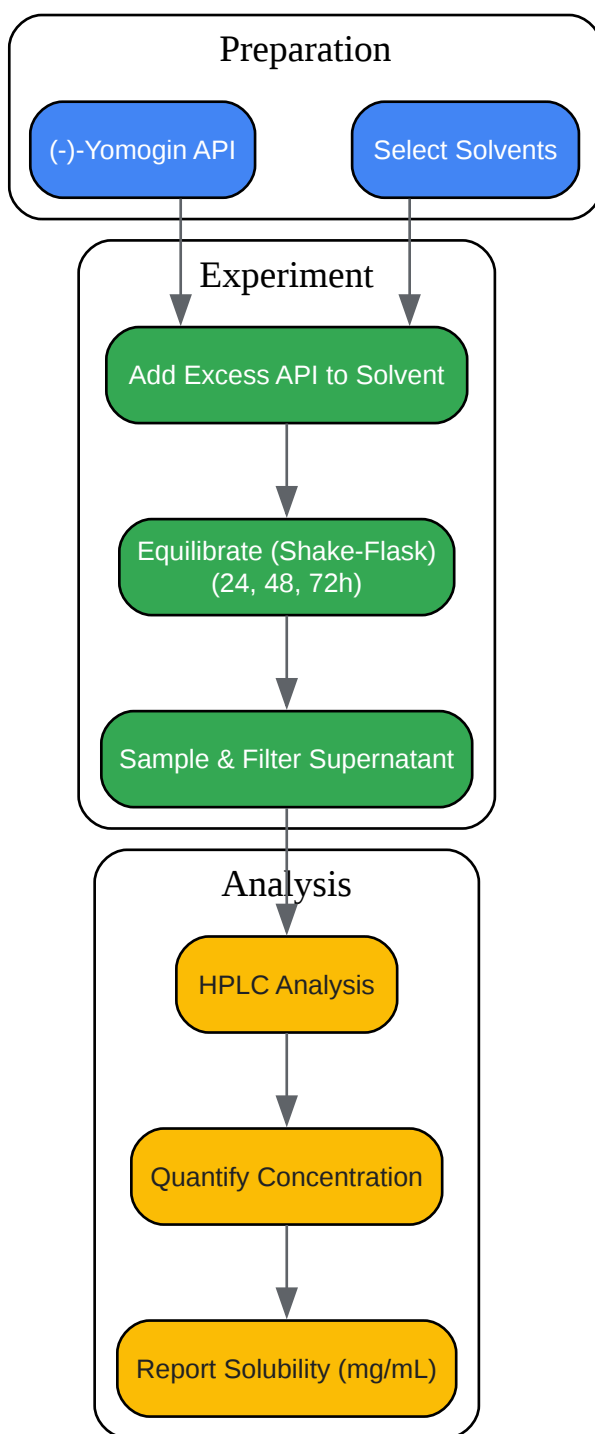 Preparation
(-)-Yomogin API
Select Solvents
Experiment
Add Excess API to Solvent
Equilibrate (Shake-Flask)
(24, 48, 72h)
Sample & Filter Supernatant
Analysis
HPLC Analysis
Quantify Concentration
Report Solubility (mg/mL)